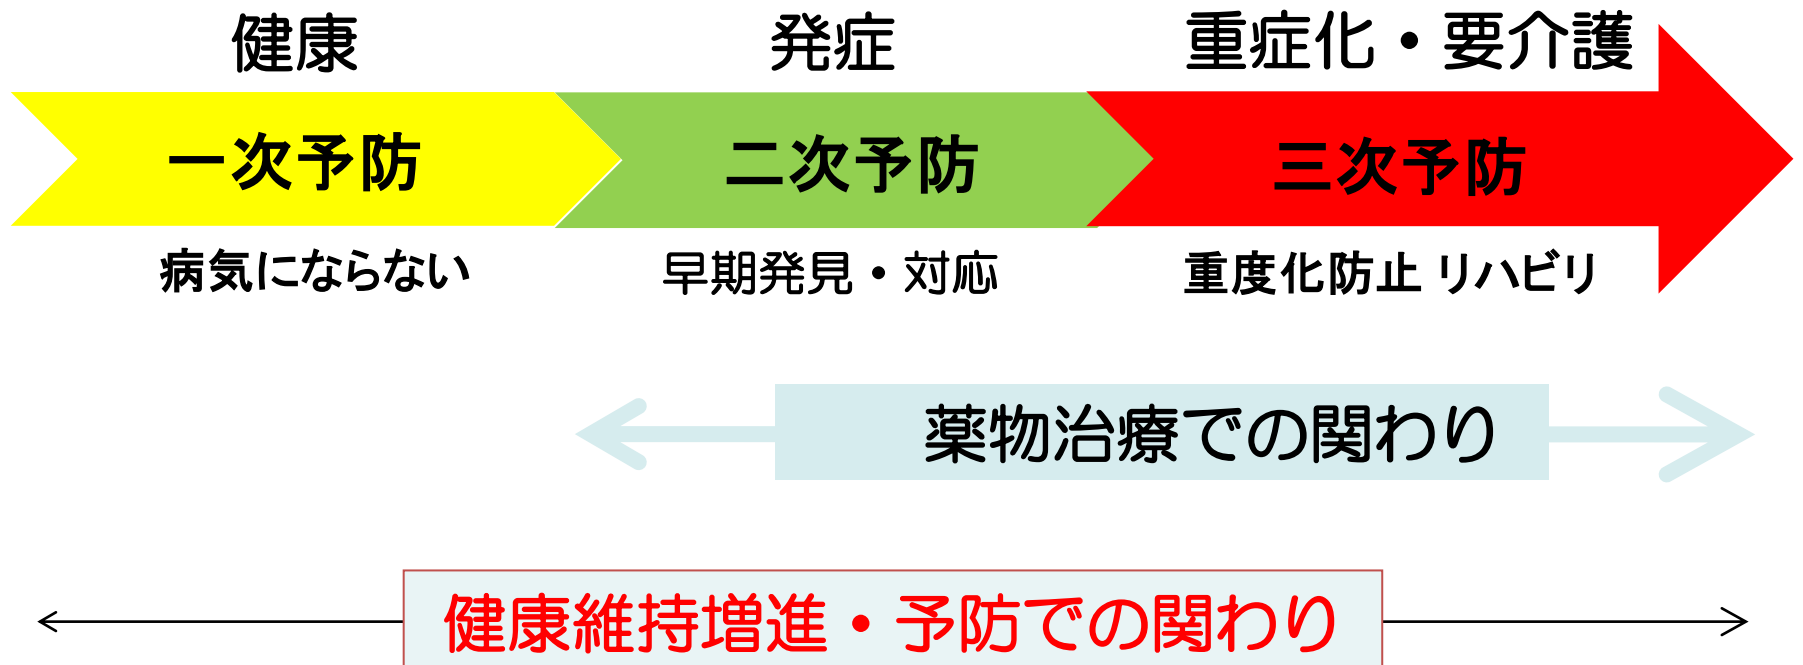 健康 発症 重症化・要介護
一次予防 二次予防 三次予防
病気にならない 早期発見・対応 重度化防止 リハビリ
薬物治療での関わり
健康維持増進・予防での関わり